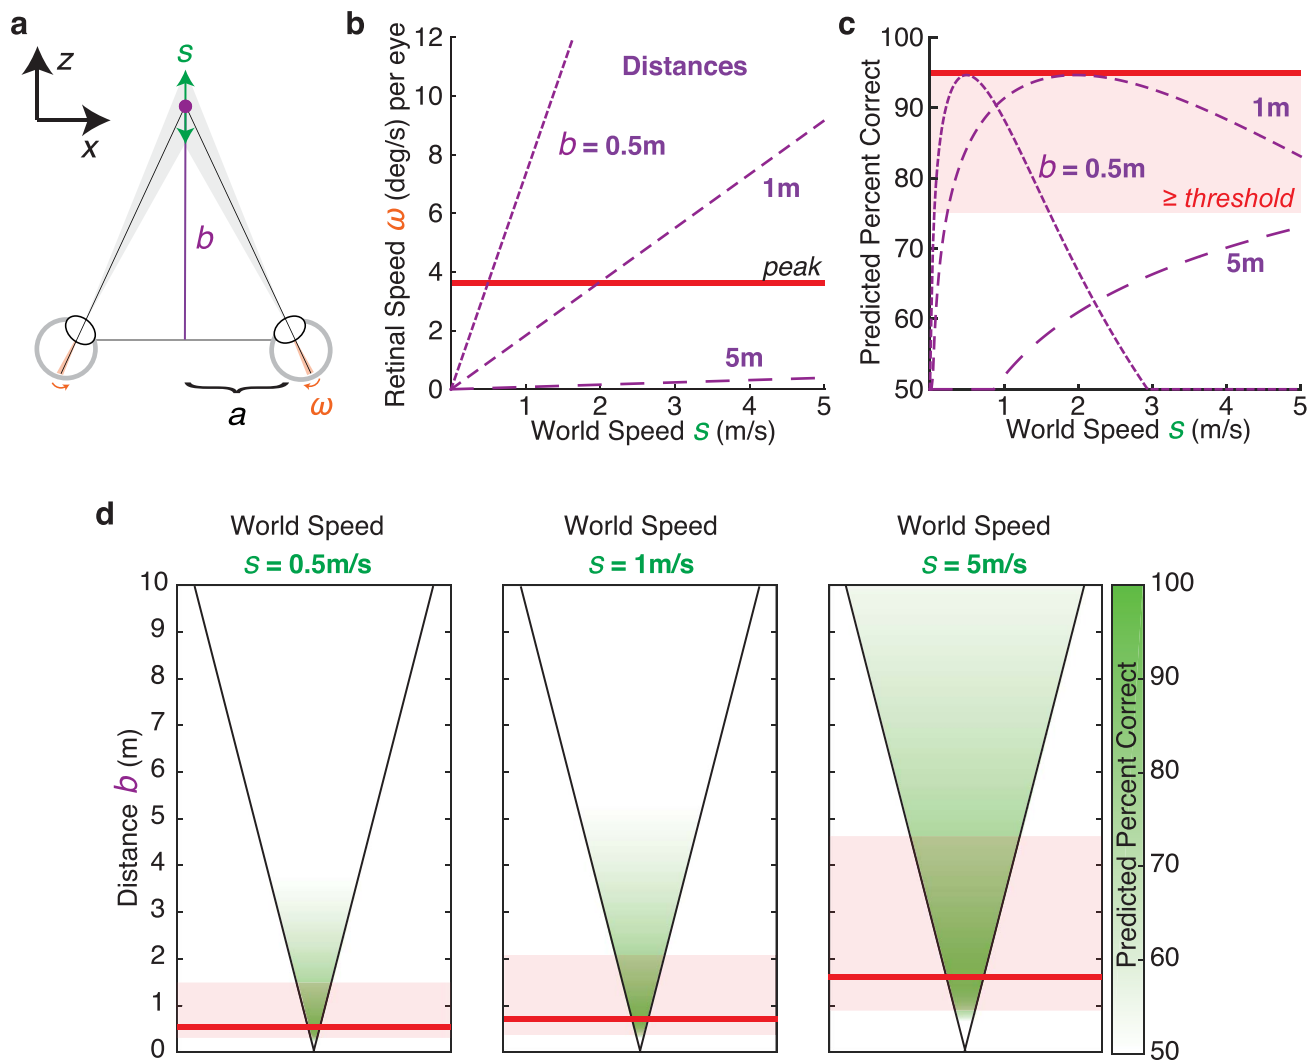 a
z
x
s
b
a
ω
b
Retinal Speed ω (deg/s) per eye
12
10
8
6
4
2
0
Distances
b = 0.5m
1m
peak
5m
1 2 3 4 5
World Speed s (m/s)
c
Predicted Percent Correct
100
90
80
70
60
50
1m
b = 0.5m
≥ threshold
5m
1 2 3 4 5
World Speed s (m/s)
d
World Speed
s = 0.5m/s
World Speed
s = 1m/s
World Speed
s = 5m/s
Distance b (m)
10
9
8
7
6
5
4
3
2
1
0
Predicted Percent Correct
100
90
80
70
60
50